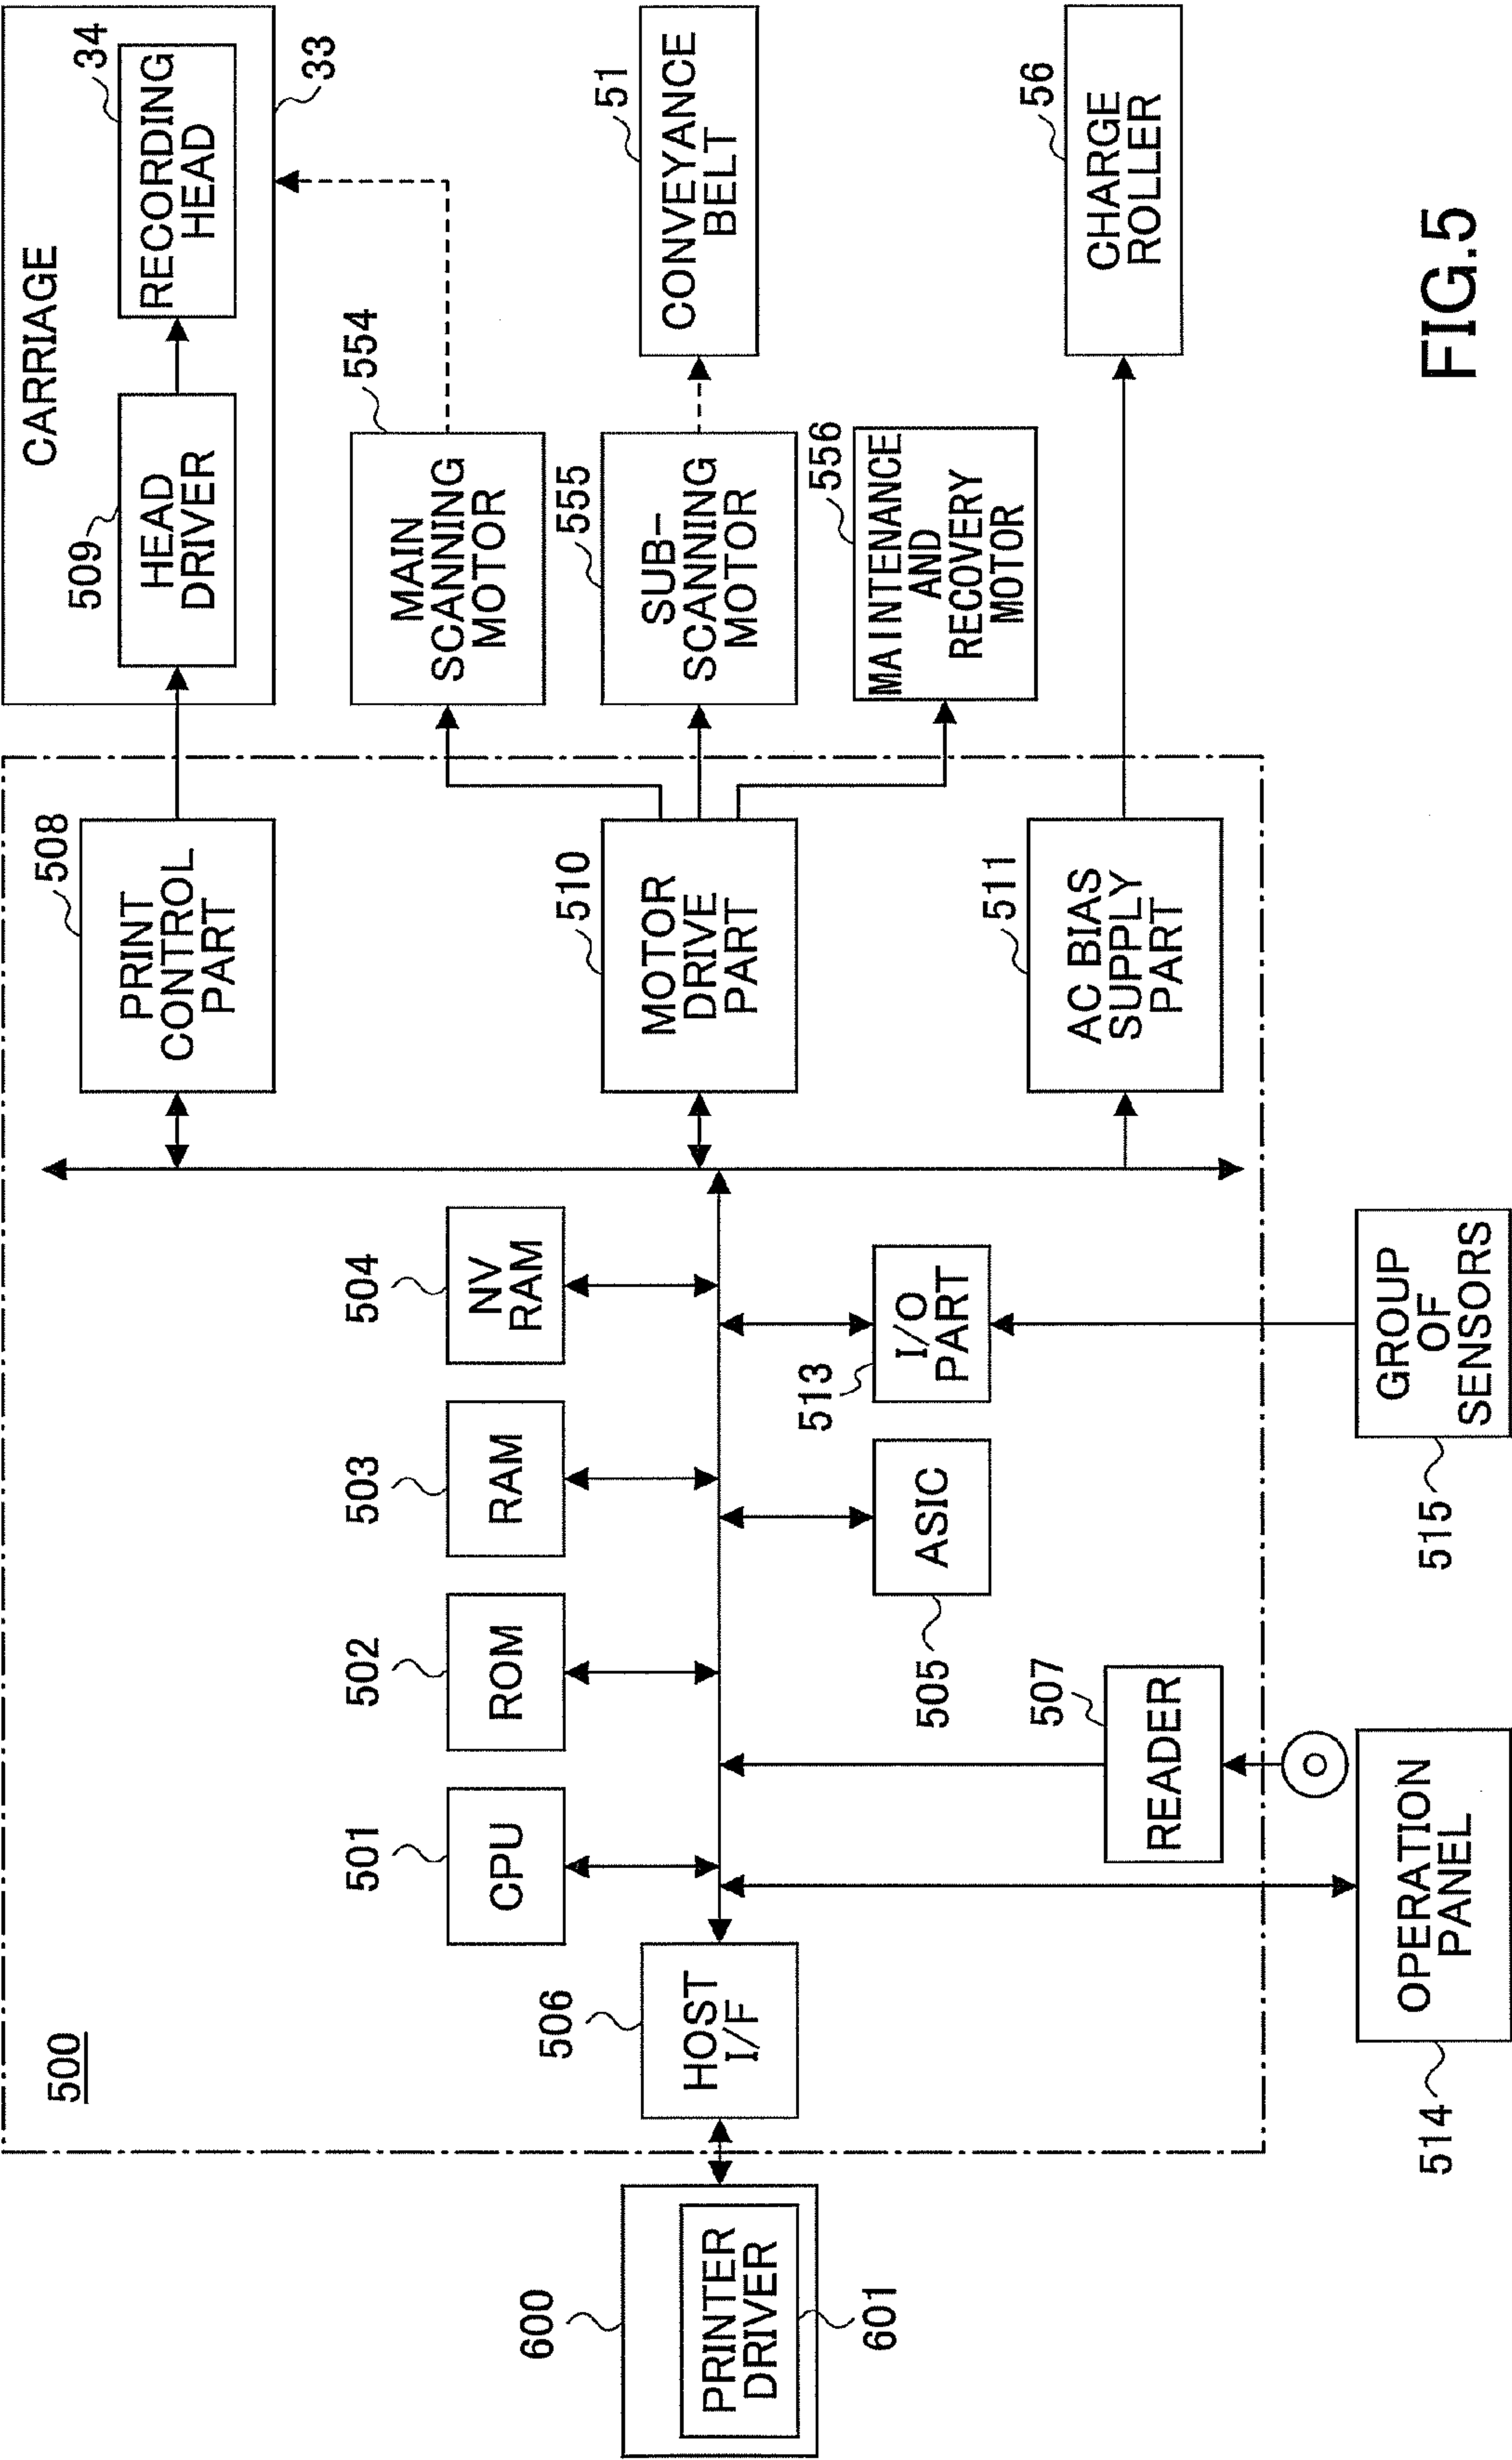 500
600
PRINTER
DRIVER
601
506
HOST
I/F
501
CPU
502
ROM
503
RAM
504
NV
RAM
505
ASIC
513
I/O
PART
507
READER
514
OPERATION
PANEL
515
GROUP
OF
SENSORS
508
PRINT
CONTROL
PART
510
MOTOR
DRIVE
PART
511
AC BIAS
SUPPLY
PART
CARRIAGE
509
HEAD
DRIVER
34
RECORDING
HEAD
33
554
MAIN
SCANNING
MOTOR
555
SUB-
SCANNING
MOTOR
556
MAINTENANCE
AND
RECOVERY
MOTOR
51
CONVEYANCE
BELT
56
CHARGE
ROLLER
FIG.5